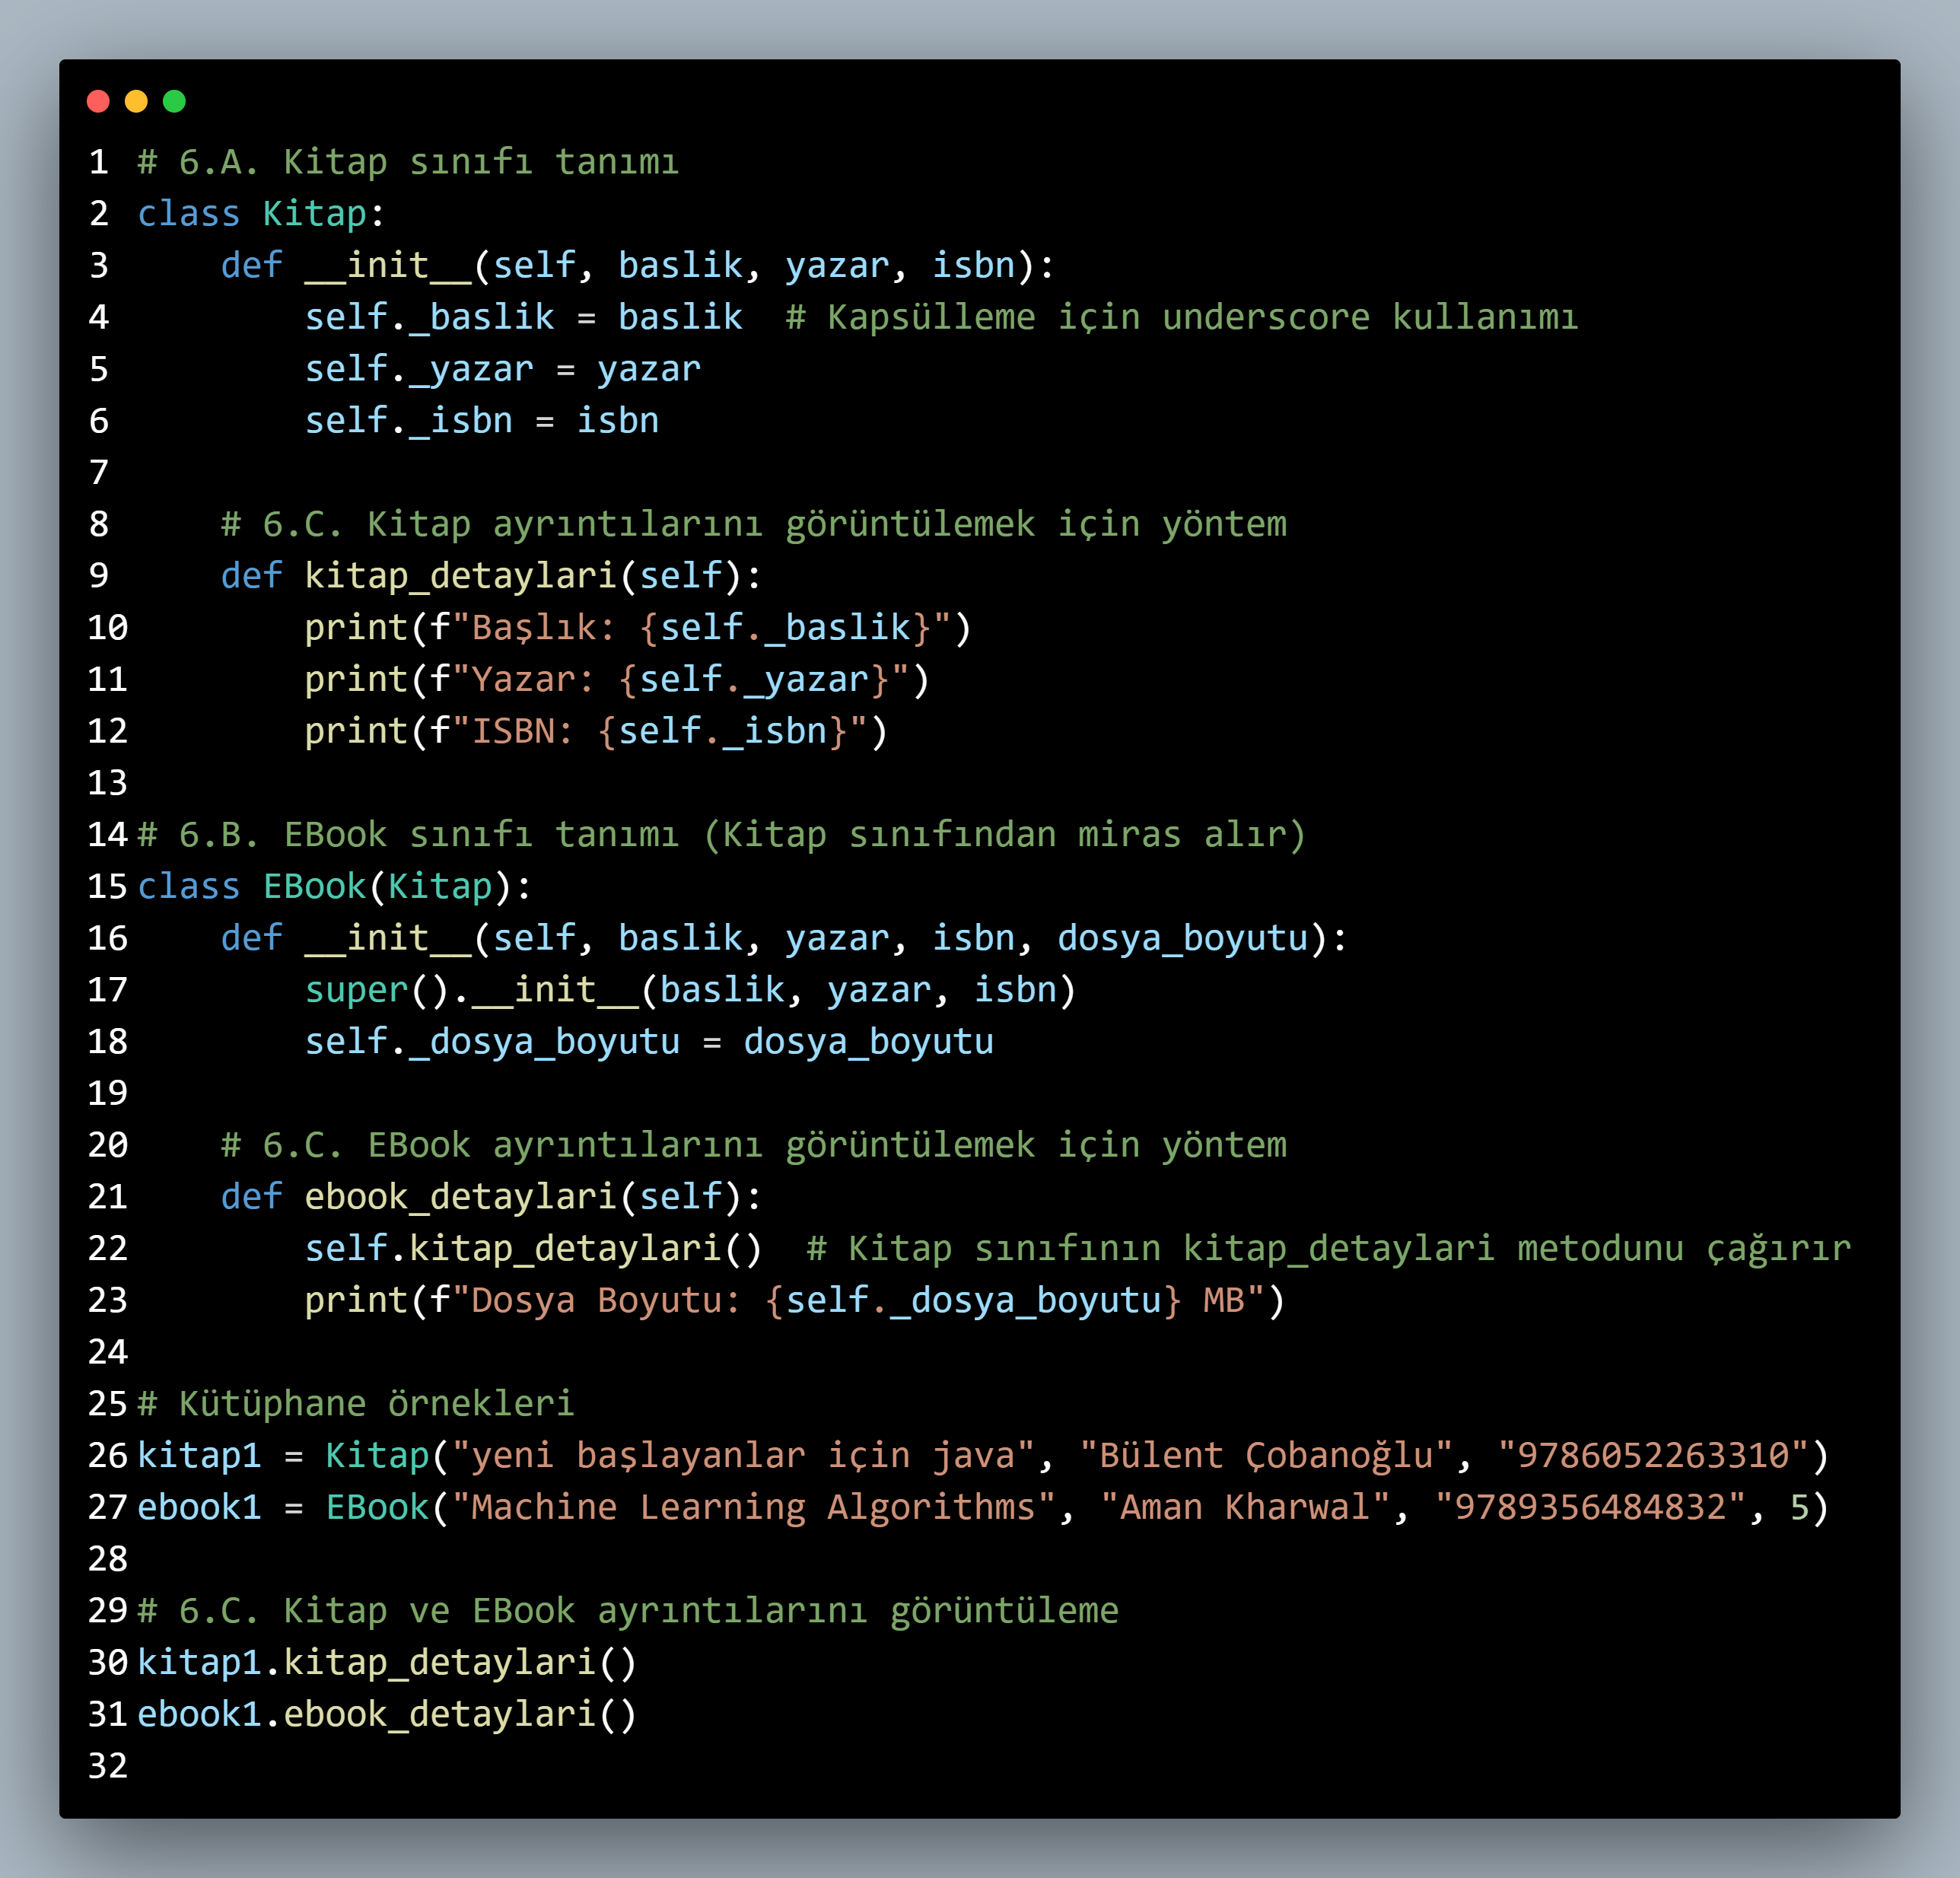 1 # 6.A. Kitap sınıfı tanımı
2 class Kitap:
3     def __init__(self, baslik, yazar, isbn):
4         self._baslik = baslik  # Kapsülleme için underscore kullanımı
5         self._yazar = yazar
6         self._isbn = isbn
7
8     # 6.C. Kitap ayrıntılarını görüntülemek için yöntem
9     def kitap_detaylari(self):
10         print(f"Başlık: {self._baslik}")
11         print(f"Yazar: {self._yazar}")
12         print(f"ISBN: {self._isbn}")
13
14 # 6.B. EBook sınıfı tanımı (Kitap sınıfından miras alır)
15 class EBook(Kitap):
16     def __init__(self, baslik, yazar, isbn, dosya_boyutu):
17         super().__init__(baslik, yazar, isbn)
18         self._dosya_boyutu = dosya_boyutu
19
20     # 6.C. EBook ayrıntılarını görüntülemek için yöntem
21     def ebook_detaylari(self):
22         self.kitap_detaylari()  # Kitap sınıfının kitap_detaylari metodunu çağırır
23         print(f"Dosya Boyutu: {self._dosya_boyutu} MB")
24
25 # Kütüphane örnekleri
26 kitap1 = Kitap("yeni başlayanlar için java", "Bülent Çobanoğlu", "9786052263310")
27 ebook1 = EBook("Machine Learning Algorithms", "Aman Kharwal", "9789356484832", 5)
28
29 # 6.C. Kitap ve EBook ayrıntılarını görüntüleme
30 kitap1.kitap_detaylari()
31 ebook1.ebook_detaylari()
32